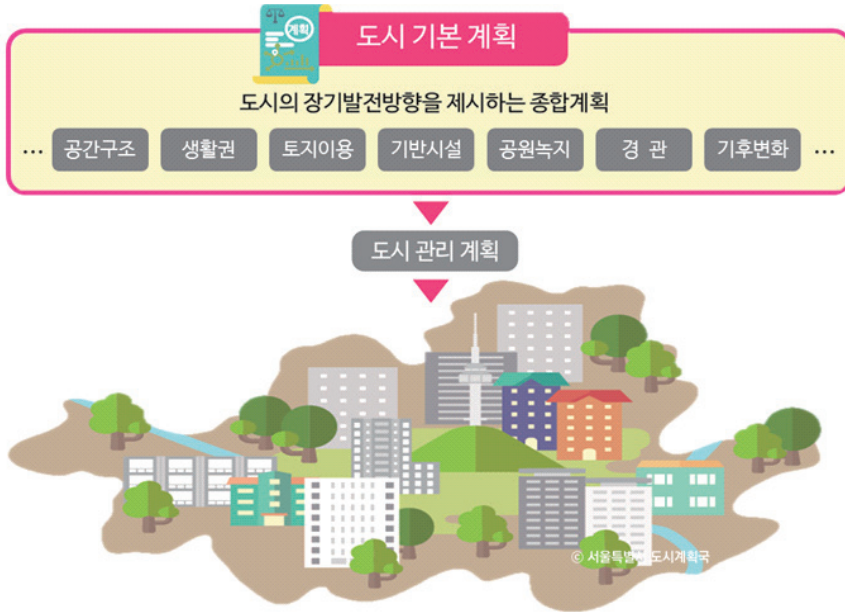 계획
도시 기본 계획
도시의 장기발전방향을 제시하는 종합계획
… 공간구조 생활권 토지이용 기반시설 공원녹지 경 관 기후변화 …
도시 관리 계획
© 서울특별시 도시계획국